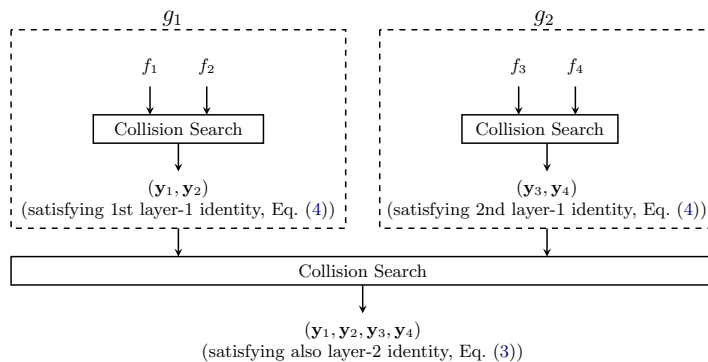 g₁ g₂
f₁ f₂ f₃ f₄
Collision Search Collision Search
(y₁, y₂) (y₃, y₄)
(satisfying 1st layer-1 identity, Eq. (4)) (satisfying 2nd layer-1 identity, Eq. (4))
Collision Search
(y₁, y₂, y₃, y₄)
(satisfying also layer-2 identity, Eq. (3))